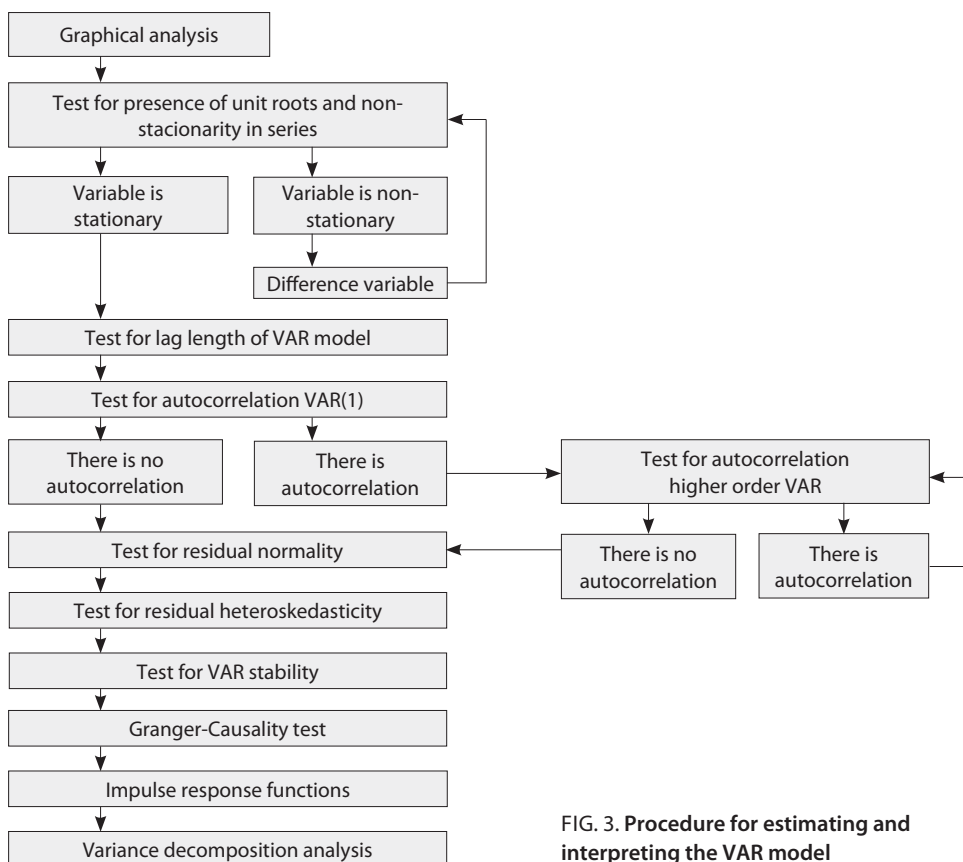 Graphical analysis
Test for presence of unit roots and non-
stacionarity in series
Variable is
stationary
Variable is non-
stationary
Difference variable
Test for lag length of VAR model
Test for autocorrelation VAR(1)
There is no
autocorrelation
There is
autocorrelation
Test for autocorrelation
higher order VAR
There is no
autocorrelation
There is
autocorrelation
Test for residual normality
Test for residual heteroskedasticity
Test for VAR stability
Granger-Causality test
Impulse response functions
Variance decomposition analysis
FIG. 3. Procedure for estimating and
interpreting the VAR model